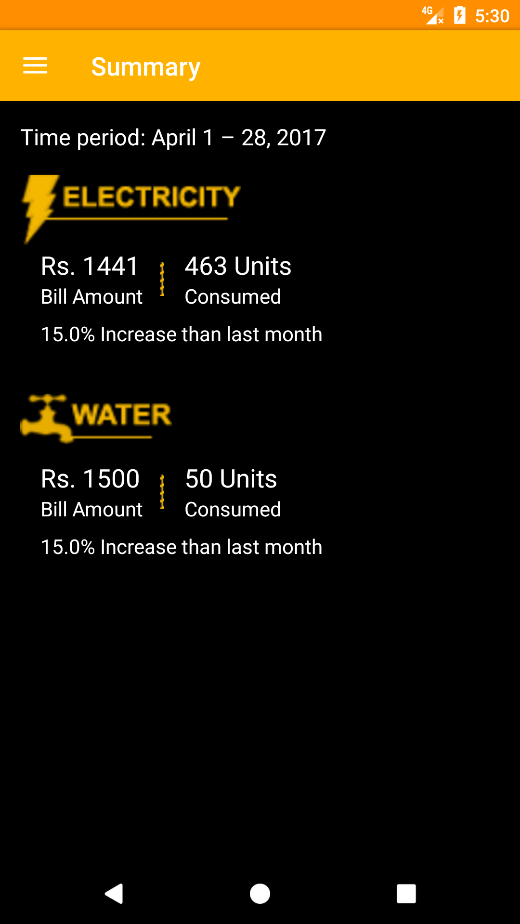 4G 5:30
Summary
Time period: April 1 – 28, 2017
ELECTRICITY
Rs. 1441 463 Units
Bill Amount Consumed
15.0% Increase than last month
WATER
Rs. 1500 50 Units
Bill Amount Consumed
15.0% Increase than last month